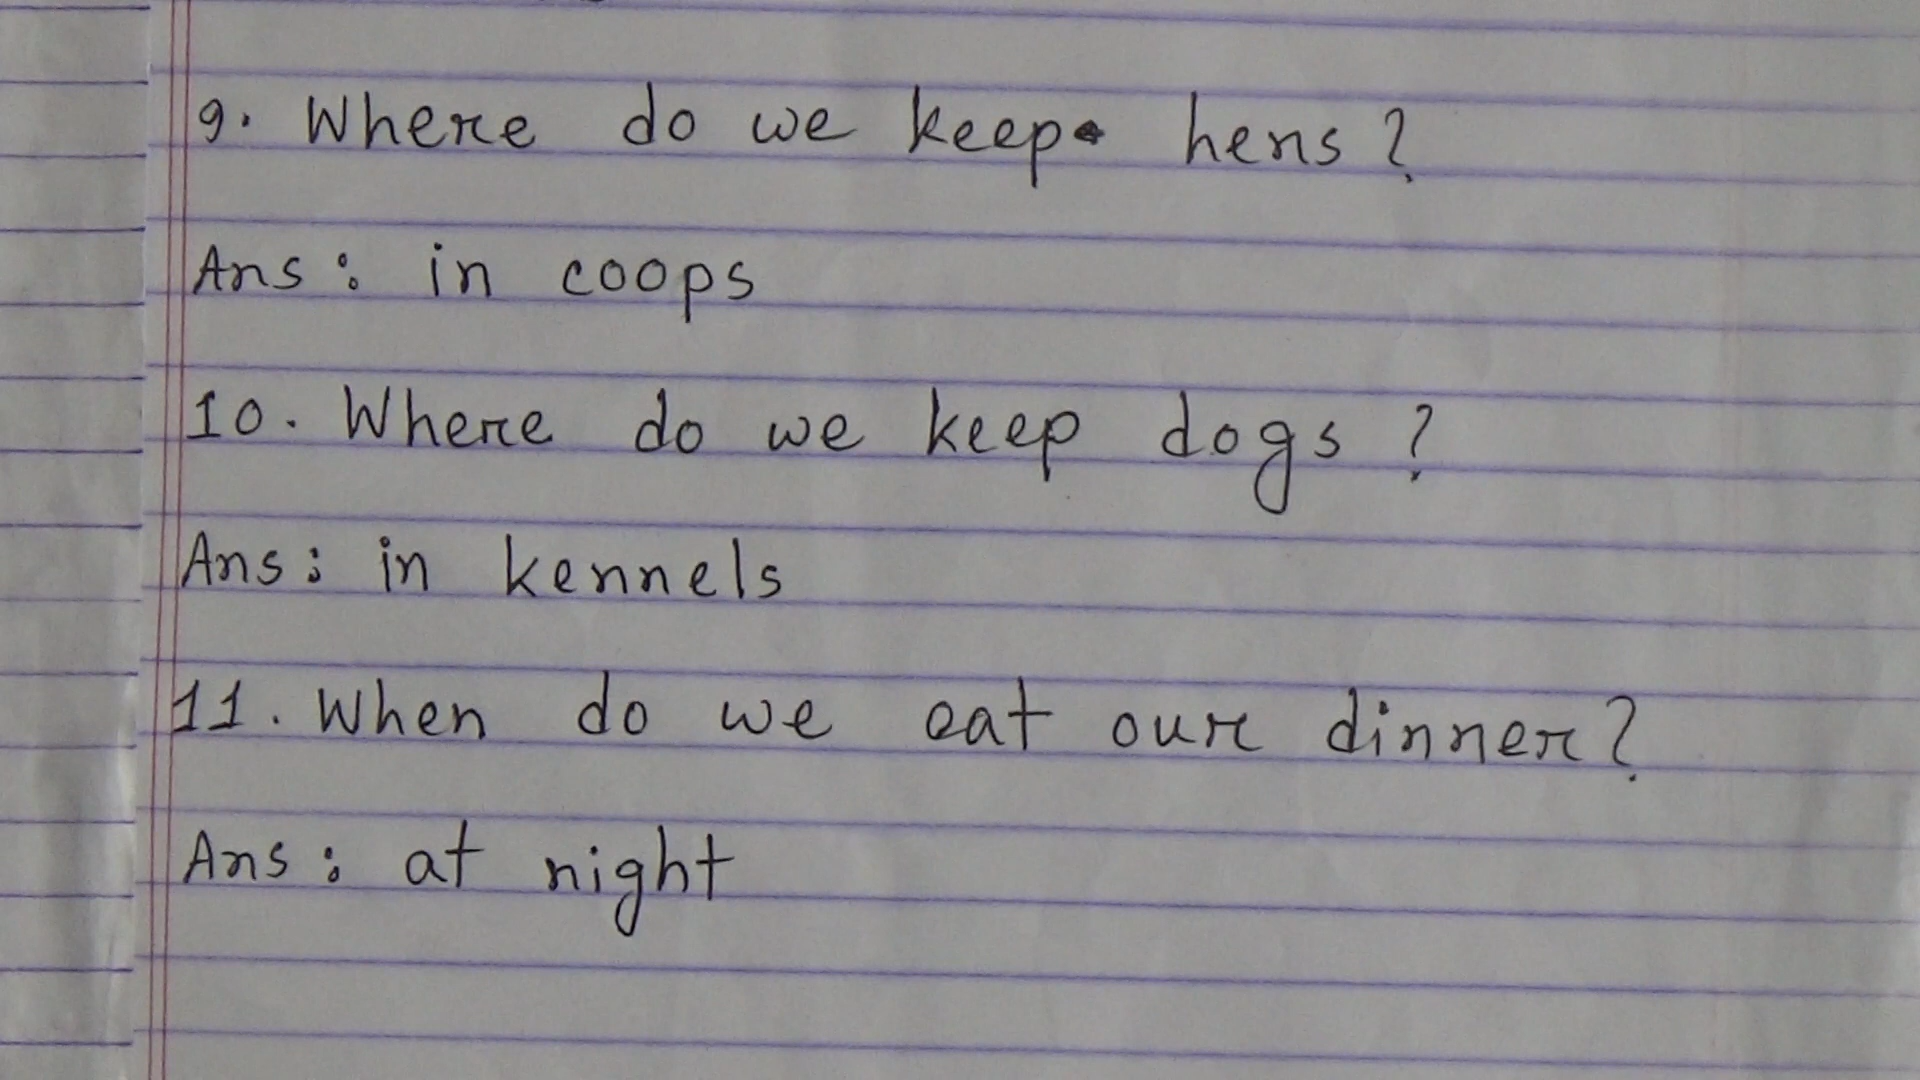 9. Where do we keep hens?
Ans: in coops
10. Where do we keep dogs?
Ans: in kennels
11. When do we eat our dinner?
Ans: at night